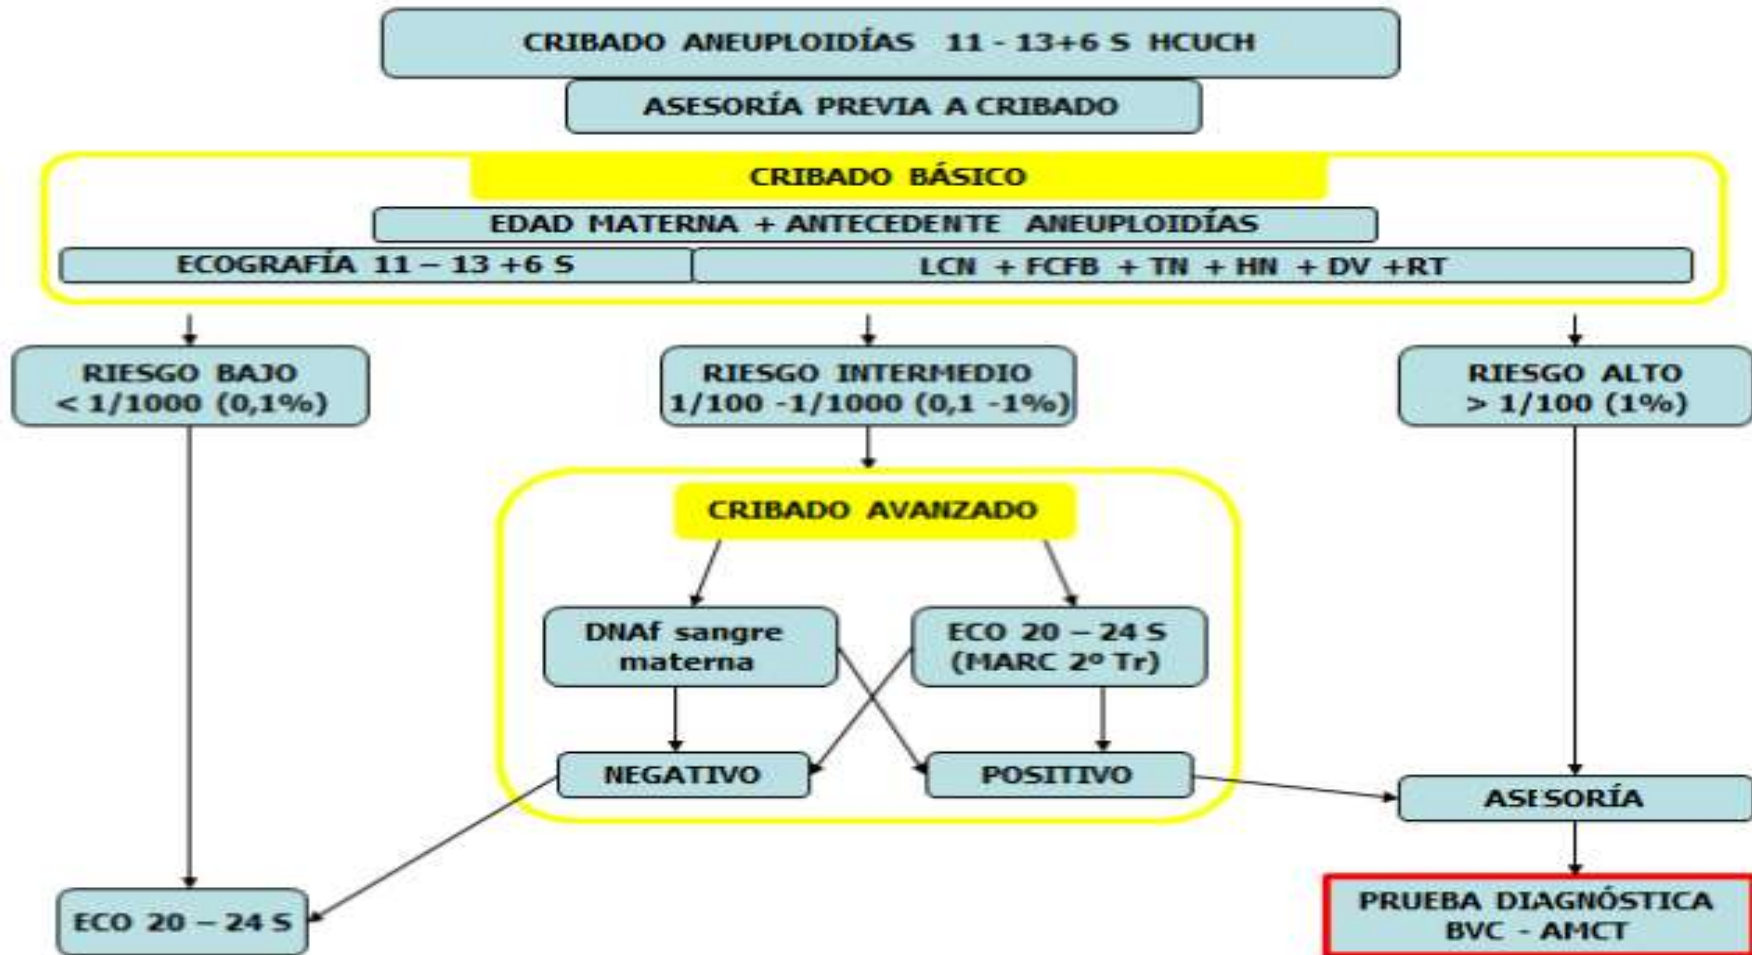 CRIBADO ANEUPLOIDÍAS 11 - 13+6 S HCUCH
ASESORÍA PREVIA A CRIBADO
CRIBADO BÁSICO
EDAD MATERNA + ANTECEDENTE ANEUPLOIDÍAS
ECOGRAFÍA 11 – 13 +6 S
LCN + FCFB + TN + HN + DV +RT
RIESGO BAJO
< 1/1000 (0,1%)
RIESGO INTERMEDIO
1/100 -1/1000 (0,1 -1%)
RIESGO ALTO
> 1/100 (1%)
CRIBADO AVANZADO
DNAf sangre
materna
ECO 20 – 24 S
(MARC 2º Tr)
NEGATIVO
POSITIVO
ASESORÍA
ECO 20 – 24 S
PRUEBA DIAGNÓSTICA
BVC - AMCT